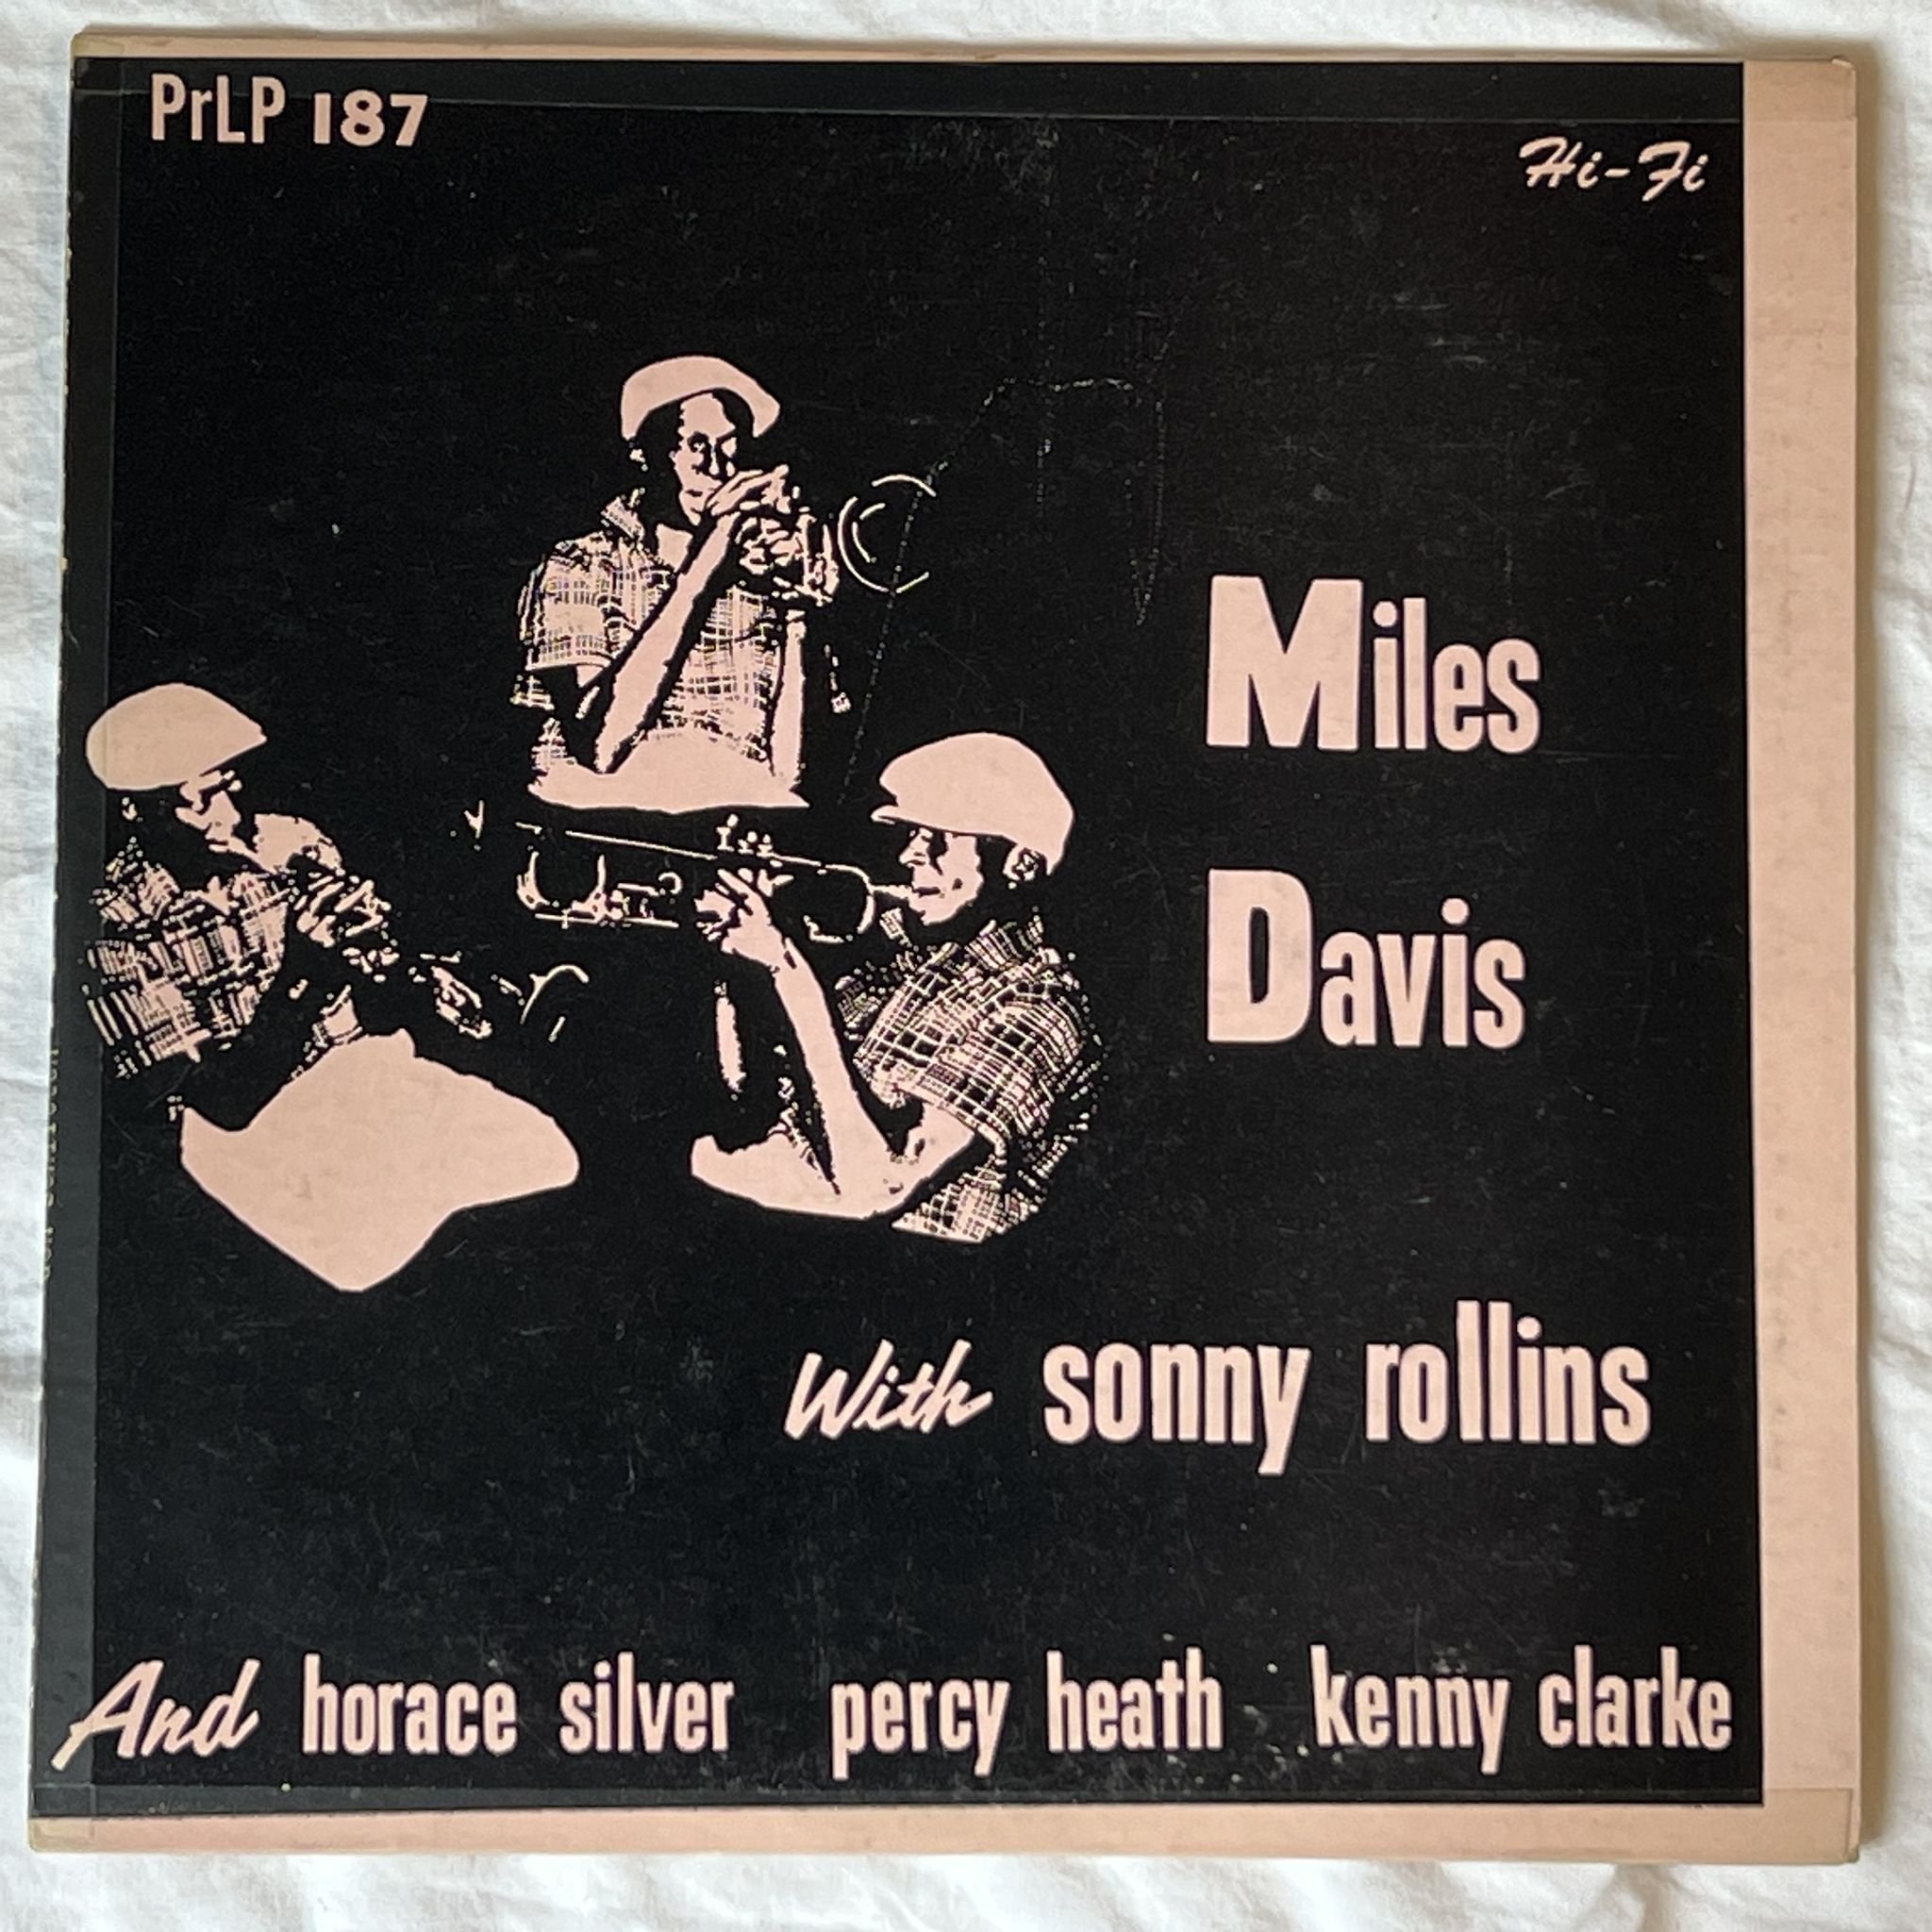 PrLP 187
Hi-Fi
Miles
Davis
With sonny rollins
And horace silver percy heath kenny clarke